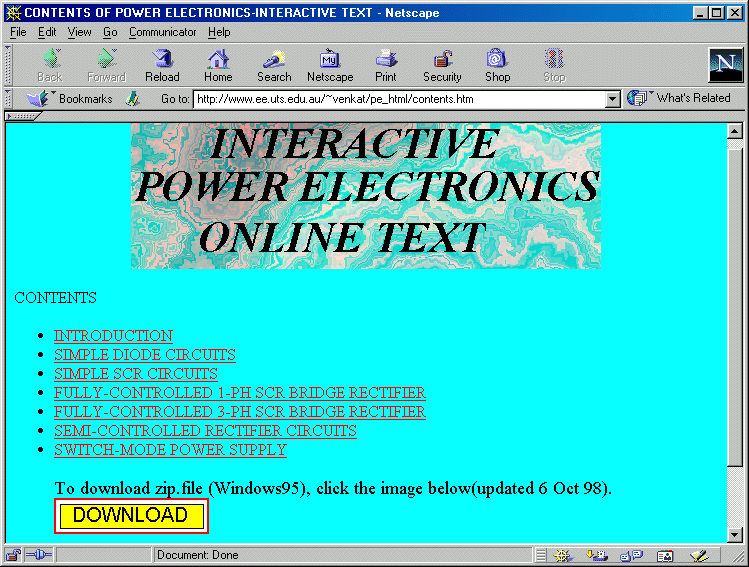 CONTENTS OF POWER ELECTRONICS-INTERACTIVE TEXT - Netscape
File Edit View Go Communicator Help
Back Forward Reload Home Search Netscape Print Security Shop Stop
My
N
Bookmarks Go to: http://www.ee.uts.edu.au/~venkat/pe_html/contents.htm What's Related
INTERACTIVE
POWER ELECTRONICS
ONLINE TEXT
CONTENTS
INTRODUCTION
SIMPLE DIODE CIRCUITS
SIMPLE SCR CIRCUITS
FULLY-CONTROLLED 1-PH SCR BRIDGE RECTIFIER
FULLY-CONTROLLED 3-PH SCR BRIDGE RECTIFIER
SEMI-CONTROLLED RECTIFIER CIRCUITS
SWITCH-MODE POWER SUPPLY
To download zip.file (Windows95), click the image below(updated 6 Oct 98).
DOWNLOAD
Document: Done